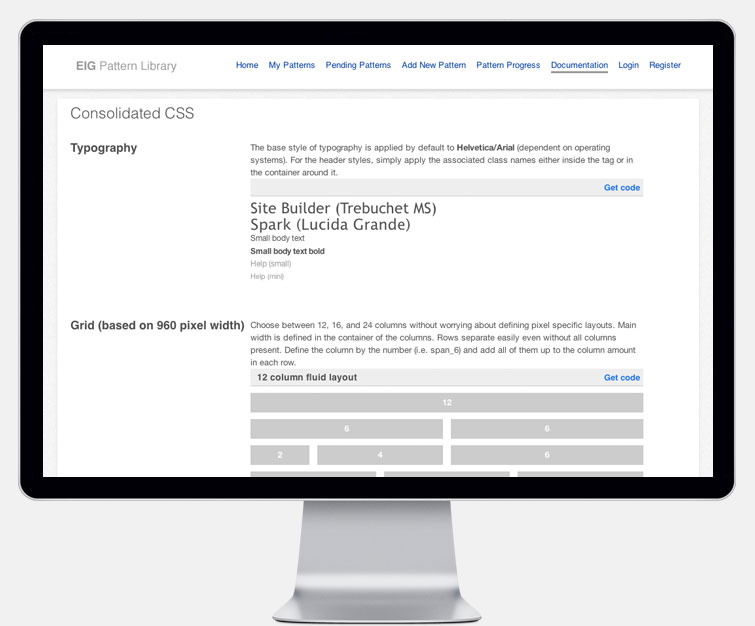 EIG Pattern Library
Home My Patterns Pending Patterns Add New Pattern Pattern Progress Documentation Login Register
Consolidated CSS
Typography
The base style of typography is applied by default to Helvetica/Arial (dependent on operating
systems). For the header styles, simply apply the associated class names either inside the tag or in
the container around it.
Get code
Site Builder (Trebuchet MS)
Spark (Lucida Grande)
Small body text
Small body text bold
Help (small)
Help (mini)
Grid (based on 960 pixel width)
Choose between 12, 16, and 24 columns without worrying about defining pixel specific layouts. Main
width is defined in the container of the columns. Rows separate easily even without all columns
present. Define the column by the number (i.e. span_6) and add all of them up to the column amount
in each row.
12 column fluid layout Get code
12
6 6
2 4 6